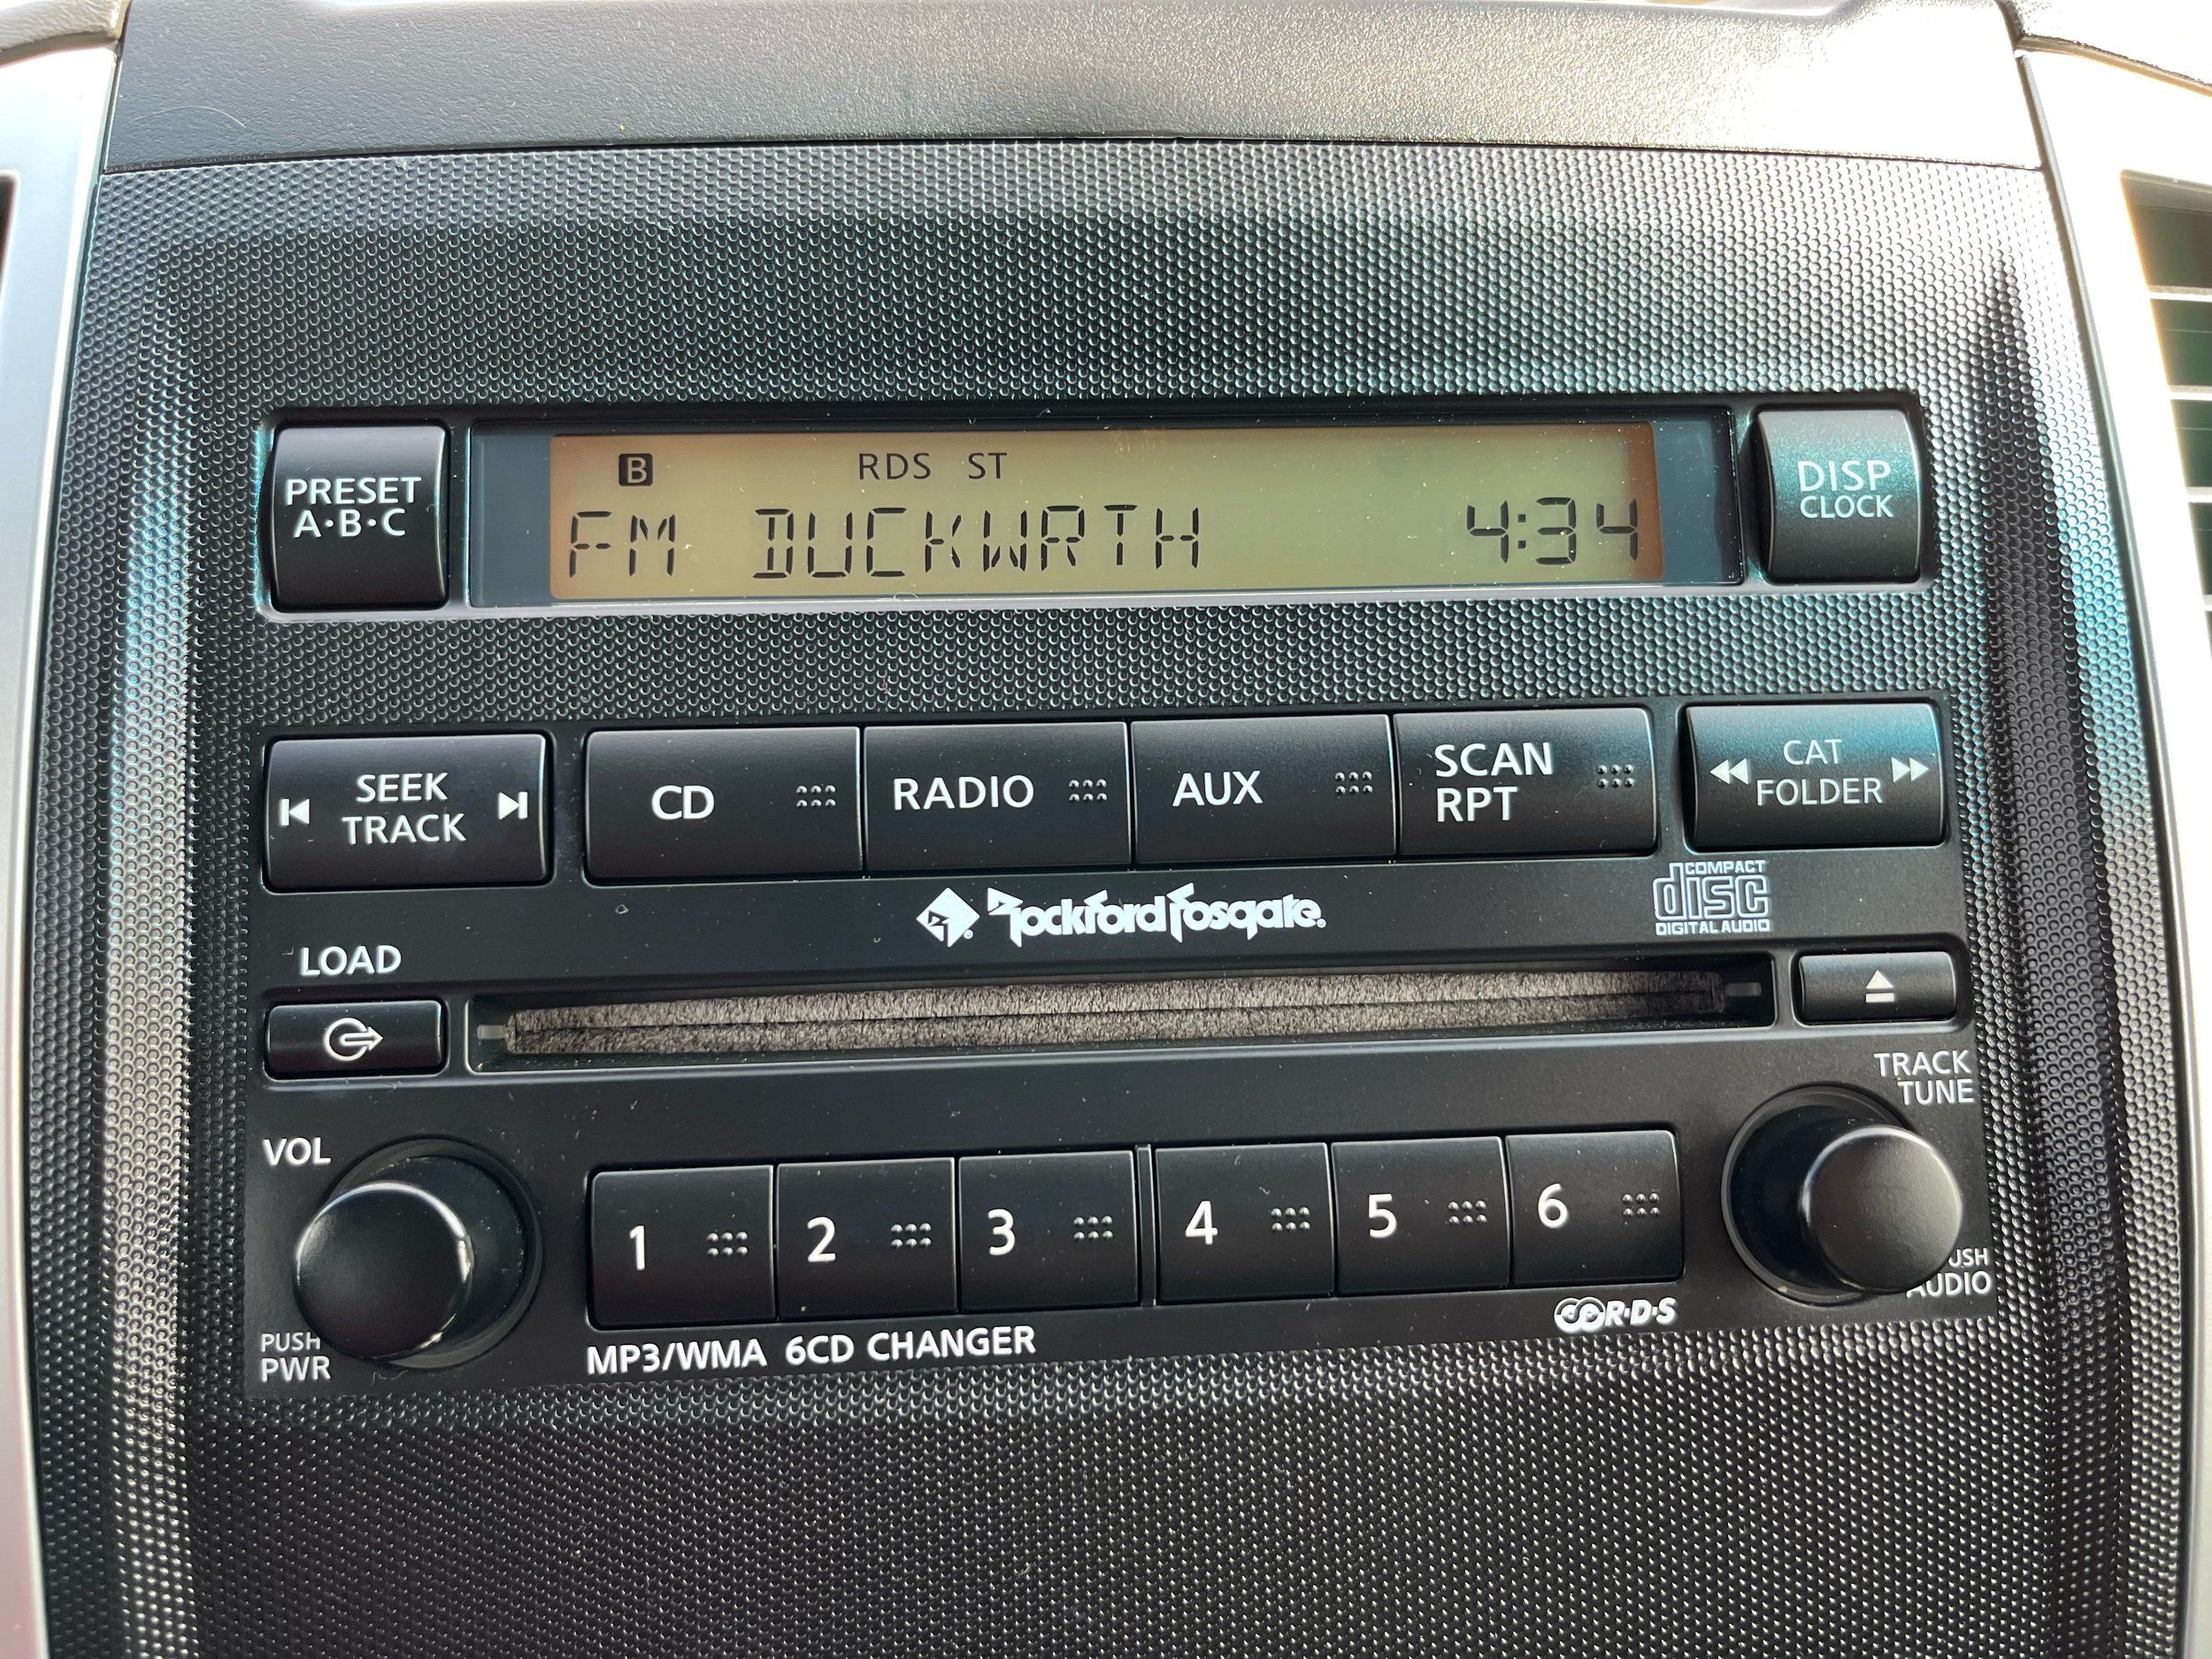 B RDS ST
PRESET
A·B·C
FM DUCKWRTH 4:34
DISP
CLOCK
SEEK
TRACK
CD
RADIO
AUX
SCAN
RPT
CAT
FOLDER
Rockford Fosgate®
COMPACT
disc
DIGITAL AUDIO
LOAD
TRACK
TUNE
VOL
1 2 3 4 5 6
PUSH
PWR
MP3/WMA 6CD CHANGER
R·D·S
AUDIO